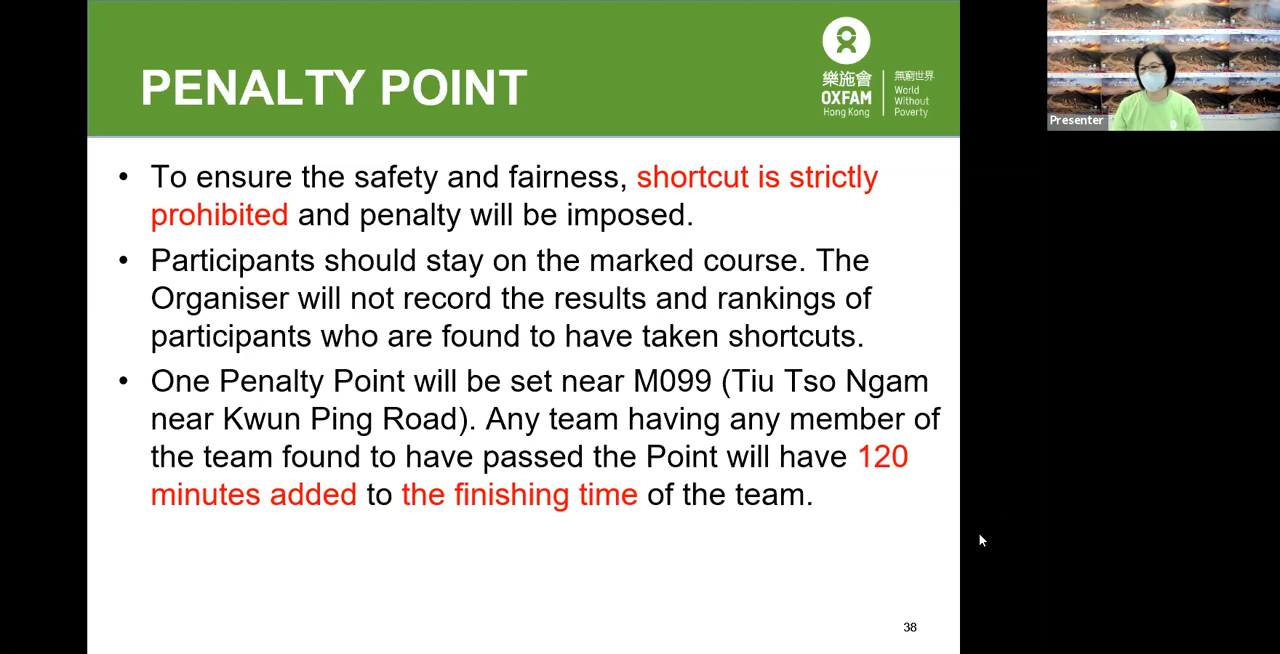 PENALTY POINT
樂施會
OXFAM
Hong Kong
無窮世界
World
Without
Poverty
• To ensure the safety and fairness, shortcut is strictly
prohibited and penalty will be imposed.
• Participants should stay on the marked course. The
Organiser will not record the results and rankings of
participants who are found to have taken shortcuts.
• One Penalty Point will be set near M099 (Tiu Tso Ngam
near Kwun Ping Road). Any team having any member of
the team found to have passed the Point will have 120
minutes added to the finishing time of the team.
38
Presenter